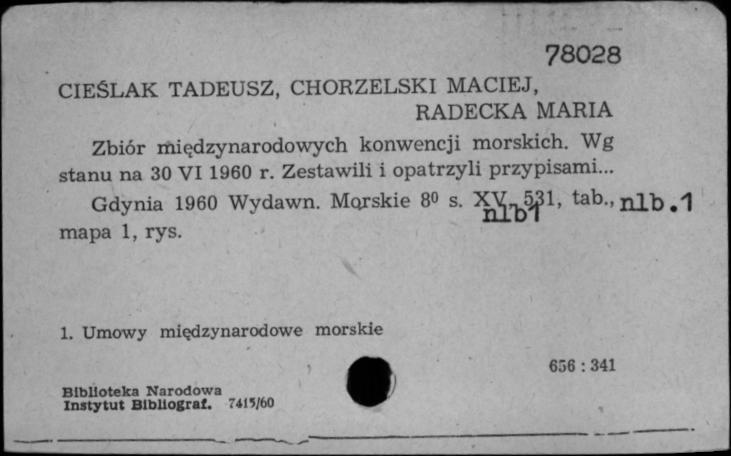 78028
CIEŚLAK TADEUSZ, CHORZELSKI MACIEJ,
RADECKA MARIA
Zbiór międzynarodowych konwencji morskich. Wg
stanu na 30 VI 1960 r. Zestawili i opatrzyli przypisami...
Gdynia 1960 Wydawn. Morskie 8⁰ s. XV, 531, tab., nlb.1
nlb1
mapa 1, rys.
1. Umowy międzynarodowe morskie
656 : 341
Biblioteka Narodowa
Instytut Bibliograf. 7415/60